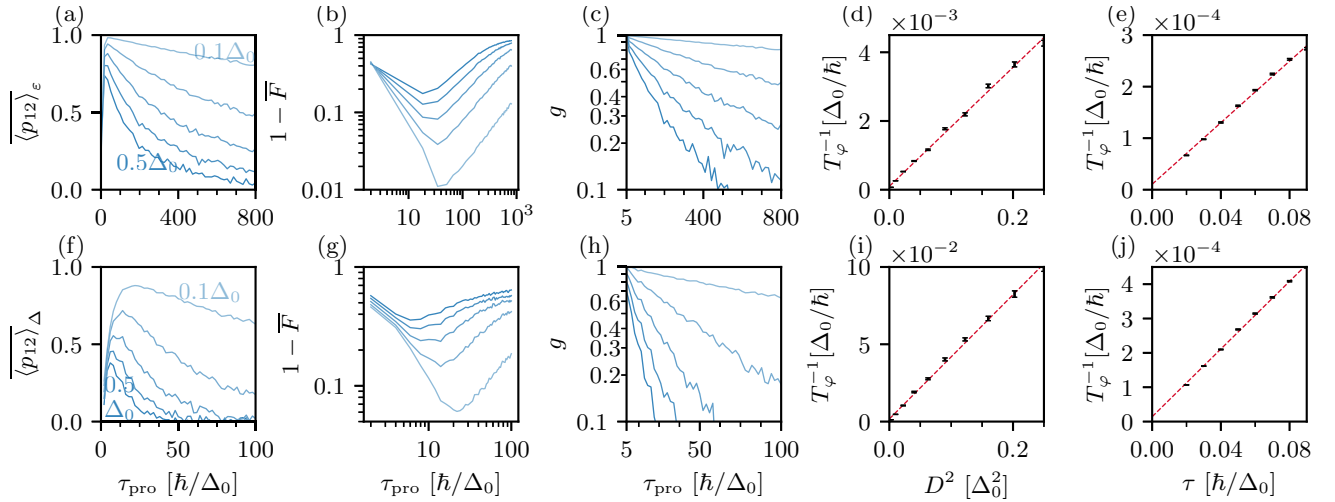 (a)
⟨p₁₂⟩_ε
1.0
0.5
0.0
0.1Δ₀
0.5Δ₀
0 400 800
(b)
1 − F̅
1
0.1
0.01
10 100 10³
(c)
g
1
0.8
0.6
0.4
0.3
0.2
0.1
5 400 800
(d)
×10⁻³
T_φ⁻¹[Δ₀/ħ]
4
2
0
0.0 0.2
(e)
×10⁻⁴
T_φ⁻¹[Δ₀/ħ]
3
2
1
0
0.00 0.04 0.08
(f)
⟨p₁₂⟩_Δ
1.0
0.5
0.0
0.1Δ₀
0.5
Δ₀
0 50 100
τ_pro [ħ/Δ₀]
(g)
1 − F̅
1
0.1
10 100
τ_pro [ħ/Δ₀]
(h)
g
1
0.6
0.4
0.3
0.2
0.1
5 50 100
τ_pro [ħ/Δ₀]
(i)
×10⁻²
T_φ⁻¹[Δ₀/ħ]
10
5
0
0.0 0.2
D² [Δ₀²]
(j)
×10⁻⁴
T_φ⁻¹[Δ₀/ħ]
4
3
2
1
0
0.00 0.04 0.08
τ [ħ/Δ₀]